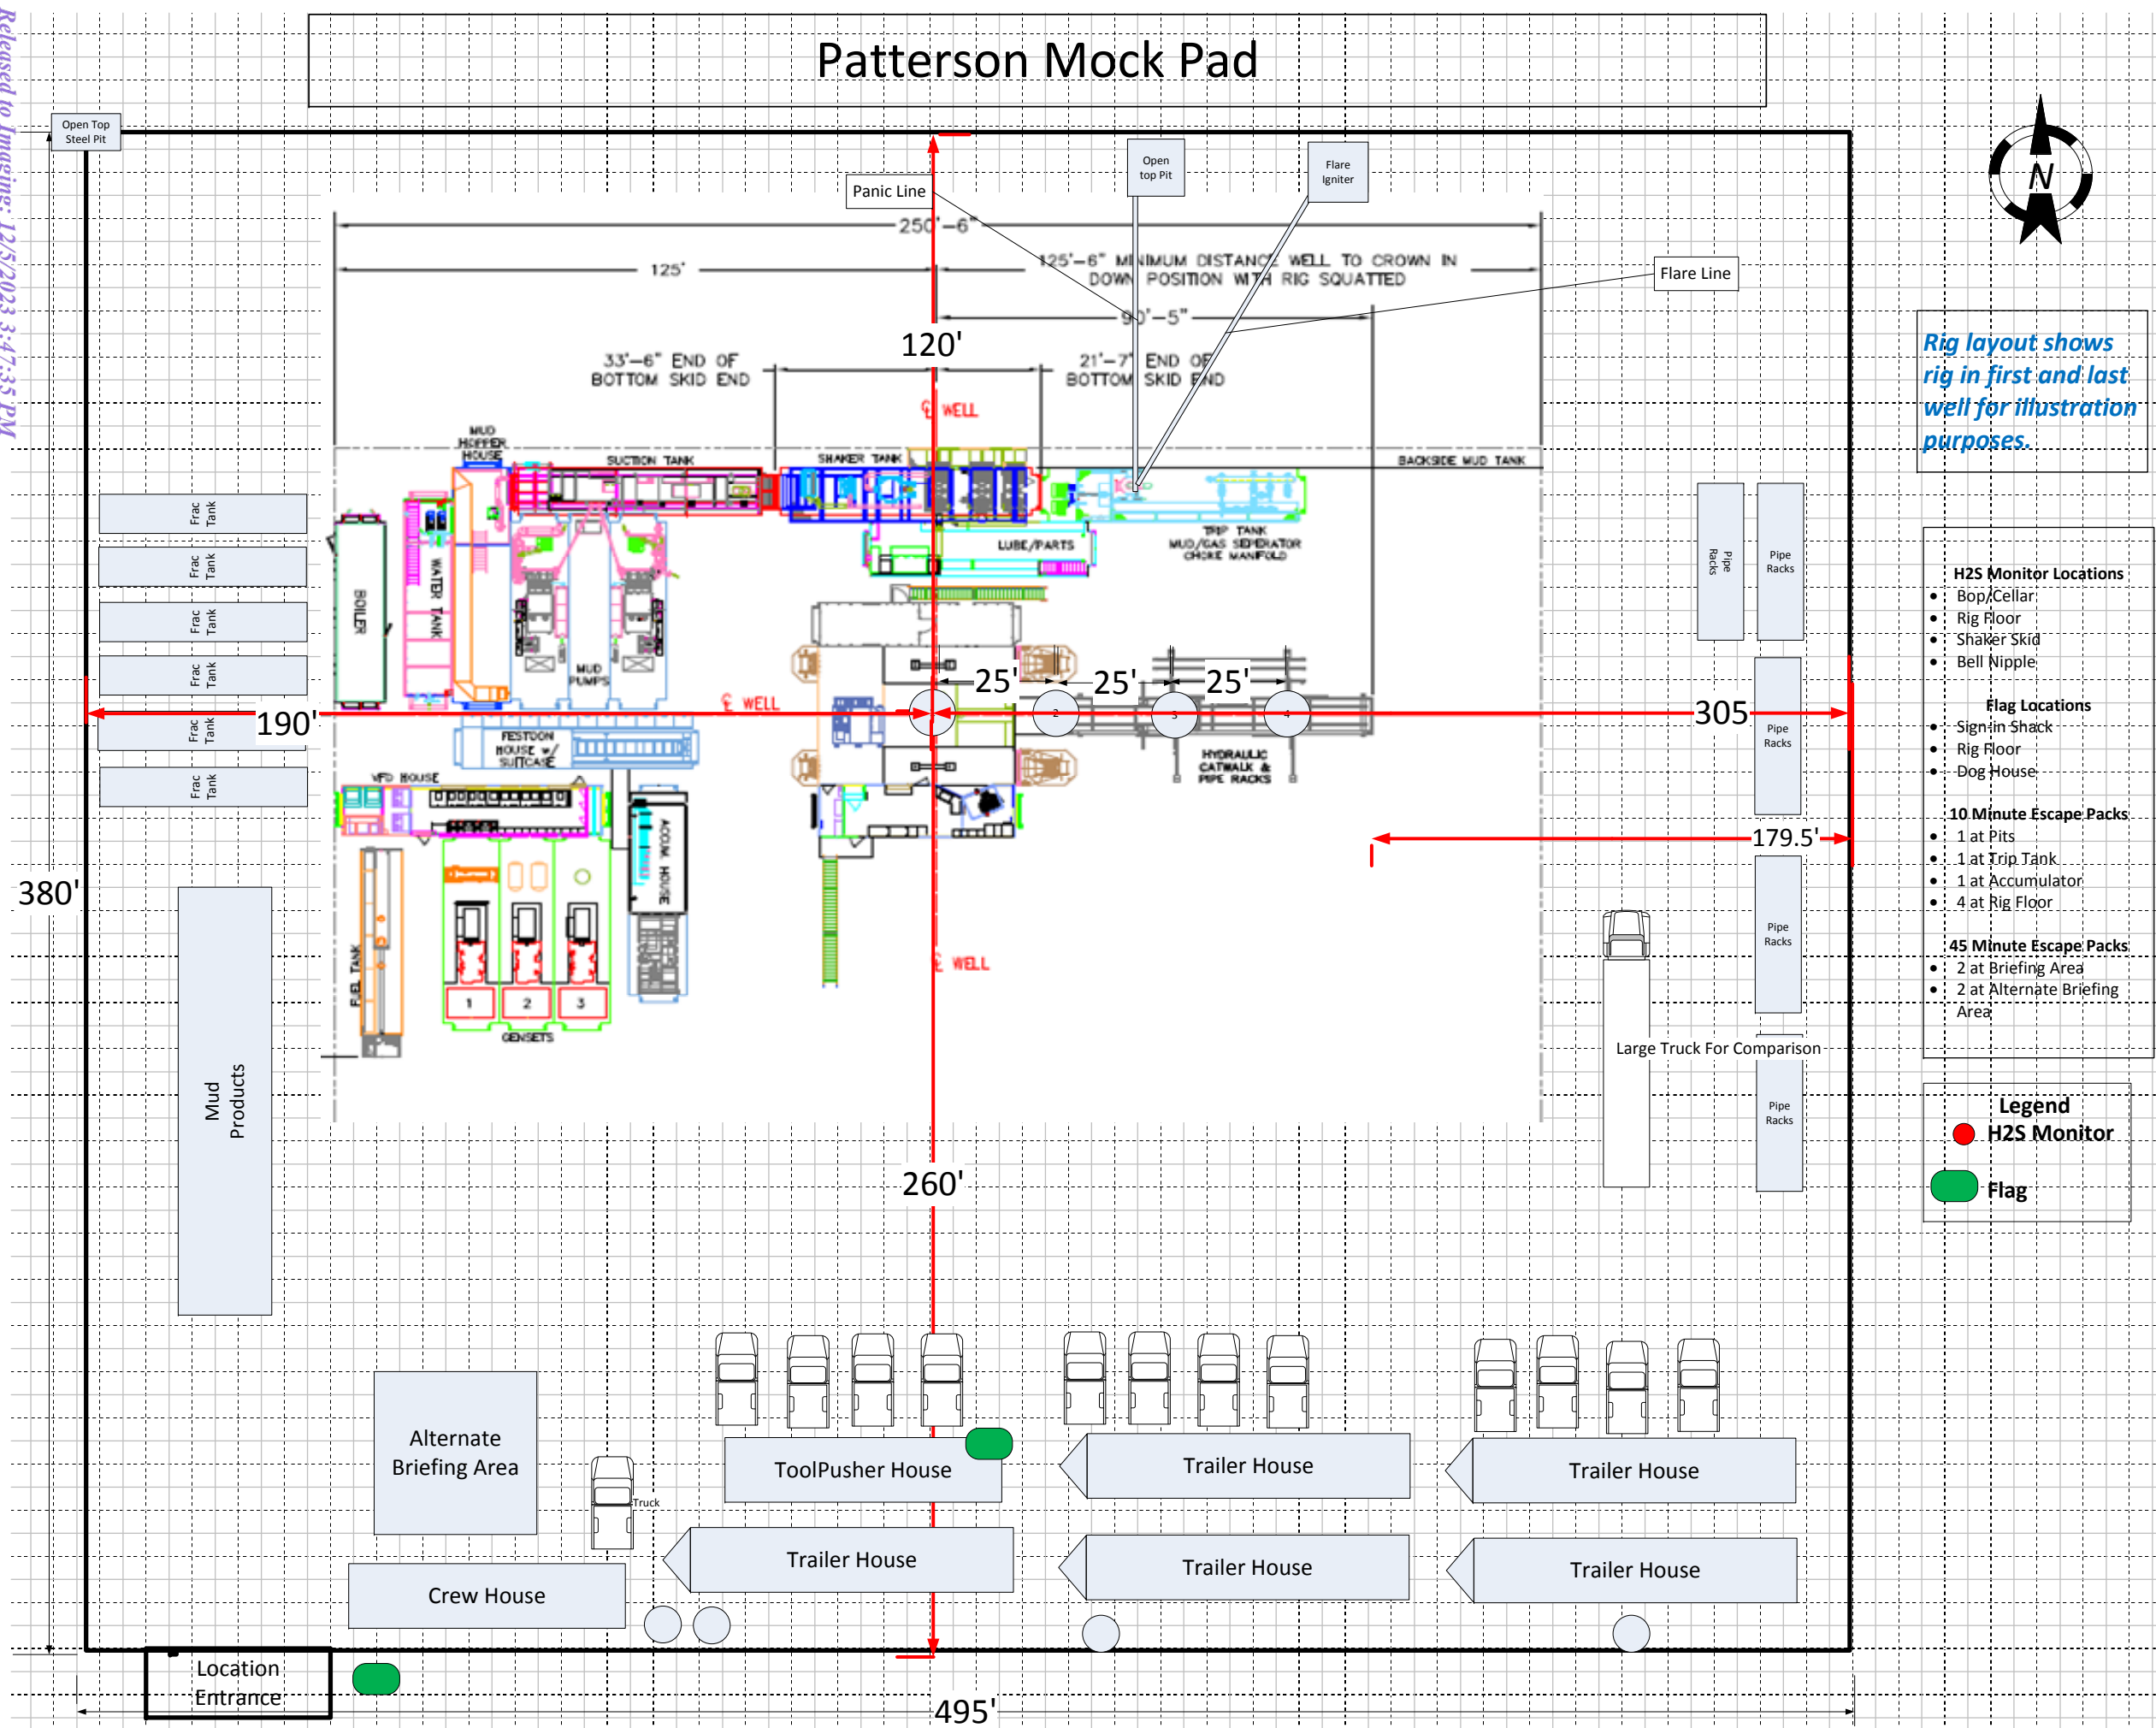 Released to Imaging: 12/5/2023 3:47:35 PM
Patterson Mock Pad
Open Top
Steel Pit
Panic Line
Open
top Pit
Flare
Igniter
N
250'-6"
125'
125'-6" MINIMUM DISTANCE WELL TO CROWN IN
DOWN POSITION WITH RIG SQUATTED
Flare Line
90'-5"
120'
33'-6" END OF
BOTTOM SKID END
21'-7" END OF
BOTTOM SKID END
Rig layout shows
rig in first and last
well for illustration
purposes.
℄ WELL
MUD
HOPPER
HOUSE
SUCTION TANK
SHAKER TANK
BACKSIDE MUD TANK
Frac
Tank
Frac
Tank
Frac
Tank
Frac
Tank
Frac
Tank
Frac
Tank
BOILER
WATER TANK
MUD
PUMPS
LUBE/PARTS
TRIP TANK
MUD/GAS SEPERATOR
CHOKE MANIFOLD
Pipe
Racks
Pipe
Racks
Pipe
Racks
Pipe
Racks
Pipe
Racks
25'
25'
25'
2
3
4
℄ WELL
190'
305
FESTOON
HOUSE w/
SUITCASE
HYDRAULIC
CATWALK &
PIPE RACKS
VFD HOUSE
ACCUM. HOUSE
179.5'
380'
FUEL TANK
1
2
3
GENSETS
℄ WELL
Mud
Products
Large Truck For Comparison
260'
H2S Monitor Locations
• Bop/Cellar
• Rig Floor
• Shaker Skid
• Bell Nipple
Flag Locations
• Sign-in Shack
• Rig Floor
• Dog House
10 Minute Escape Packs
• 1 at Pits
• 1 at Trip Tank
• 1 at Accumulator
• 4 at Rig Floor
45 Minute Escape Packs
• 2 at Briefing Area
• 2 at Alternate Briefing
Area
Legend
H2S Monitor
Flag
Alternate
Briefing Area
Truck
ToolPusher House
Trailer House
Trailer House
Trailer House
Trailer House
Trailer House
Crew House
Location
Entrance
495'